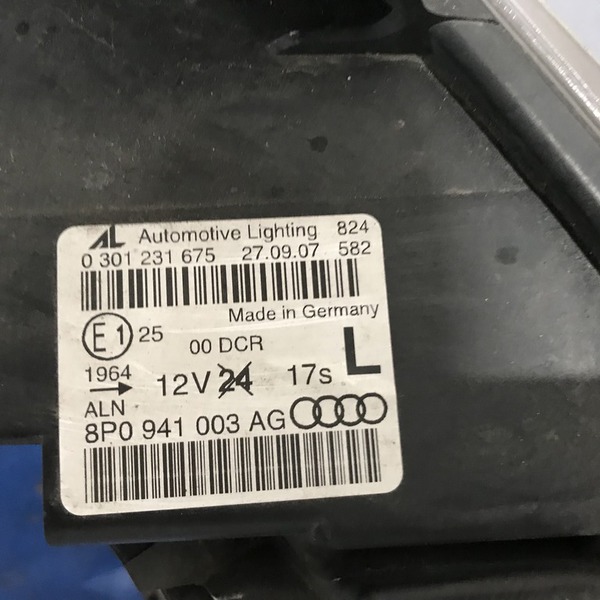 AL Automotive Lighting 824
0 301 231 675 27.09.07 582
Made in Germany
E1 25
00 DCR
L
1964
12V 24 17s
ALN
8P0 941 003 AG